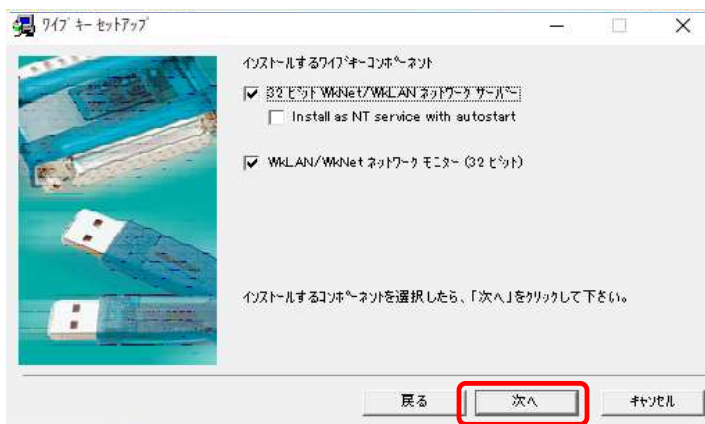 ﾜｲﾌﾞｷｰｾｯﾄｱｯﾌﾟ
ｲﾝｽﾄｰﾙするﾜｲﾌﾞｷｰｺﾝﾎﾟｰﾈﾝﾄ
32 ﾋﾞｯﾄ WkNet/WkLAN ﾈｯﾄﾜｰｸ ｻｰﾊﾞｰ
Install as NT service with autostart
WkLAN/WkNet ﾈｯﾄﾜｰｸ ﾓﾆﾀｰ (32 ﾋﾞｯﾄ)
ｲﾝｽﾄｰﾙするｺﾝﾎﾟｰﾈﾝﾄを選択したら、「次へ」をｸﾘｯｸして下さい。
戻る
次へ
ｷｬﾝｾﾙ